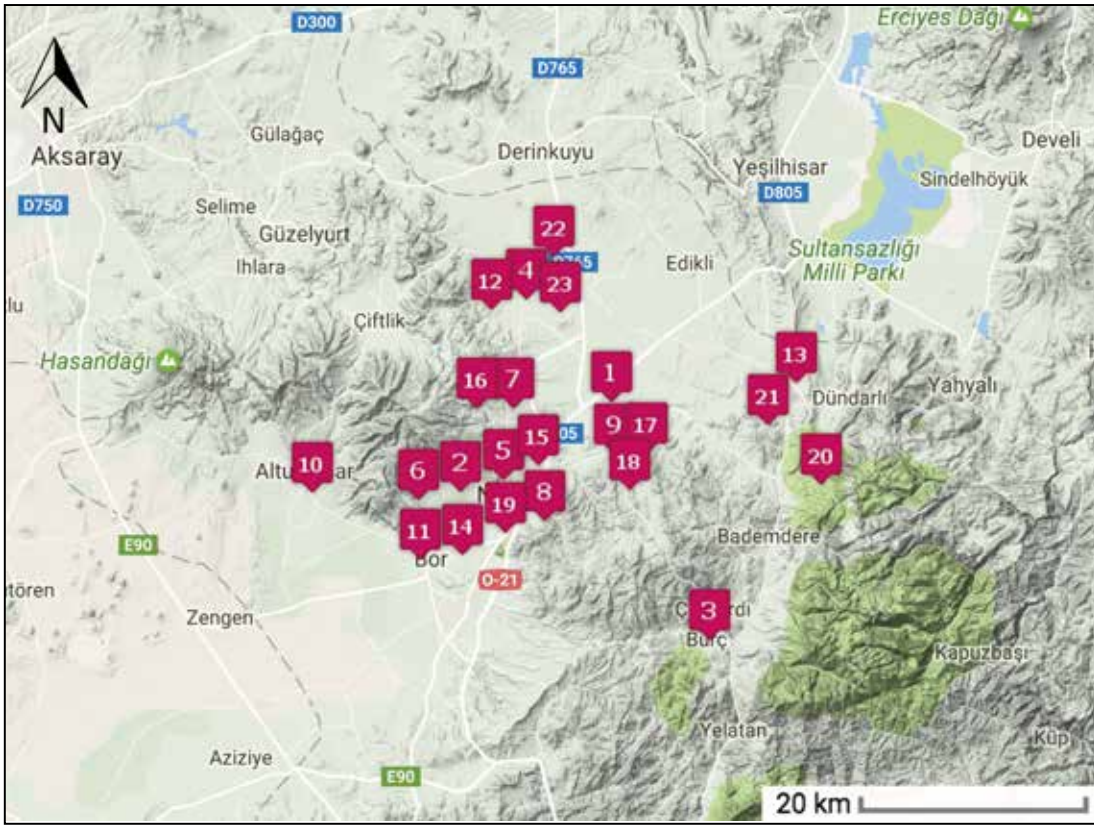 Erciyes Dağı
D300
D765
N
Gülağaç
Develi
Aksaray
Derinkuyu
Yeşilhisar
Sindelhöyük
D805
D750
Selime
22
Güzelyurt
Sultansazlığı
Milli Parkı
Ihlara
4
D765
Edikli
12
23
Çiftlik
13
Hasandağı
16
7
1
21
Dündarlı
Yahyalı
9
17
15
05
5
18
20
10
6
2
8
19
11
14
Bor
Bademdere
E90
O-21
3
Zengen
Burç
Kapuzbaşı
Yelatan
Küp
Aziziye
E90
20 km